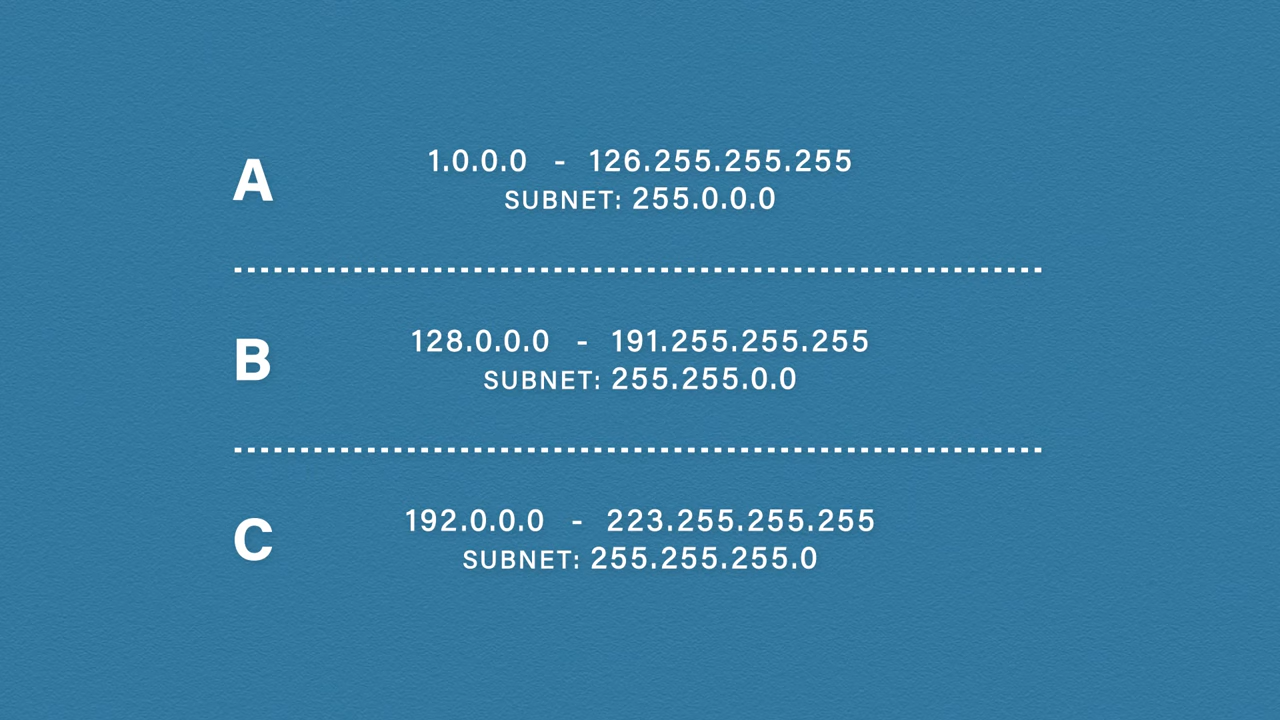 A
1.0.0.0 - 126.255.255.255
SUBNET: 255.0.0.0
B
128.0.0.0 - 191.255.255.255
SUBNET: 255.255.0.0
C
192.0.0.0 - 223.255.255.255
SUBNET: 255.255.255.0